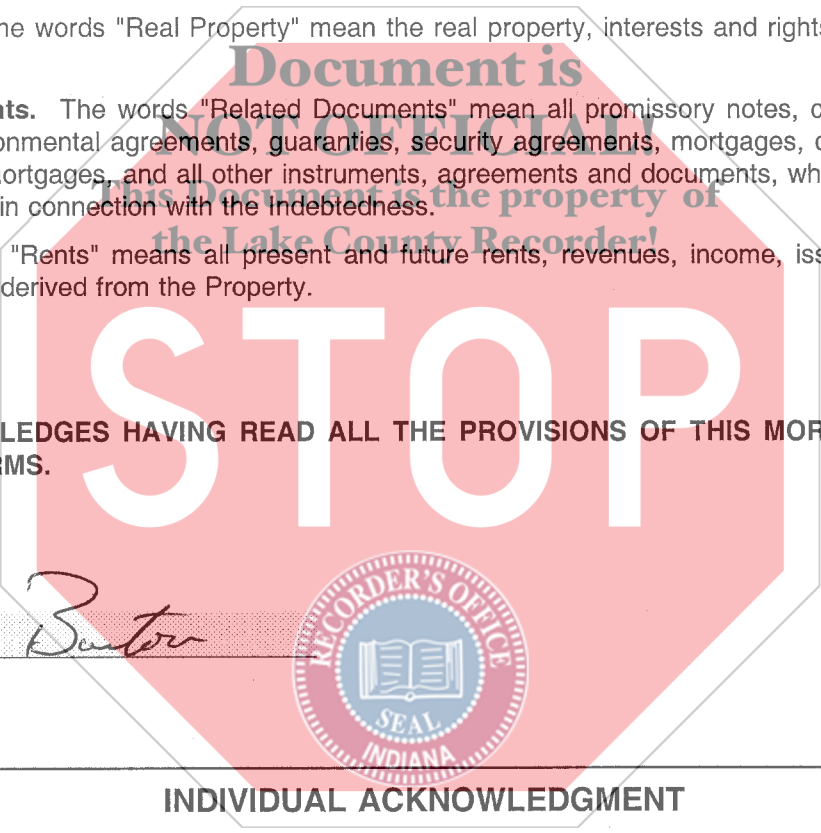 he words "Real Property" mean the real property, interests and rights
Document is
nts. The words "Related Documents" mean all promissory notes, c
NOT OFFICIAL!
onmental agreements, guaranties, security agreements, mortgages, d
ortgages, and all other instruments, agreements and documents, wh
This Document is the property of
in connection with the Indebtedness.
the Lake County Recorder!
"Rents" means all present and future rents, revenues, income, iss
derived from the Property.
STOP
LEDGES HAVING READ ALL THE PROVISIONS OF THIS MOR
RMS.
RECORDER'S OFFICE
SEAL
INDIANA
INDIVIDUAL ACKNOWLEDGMENT